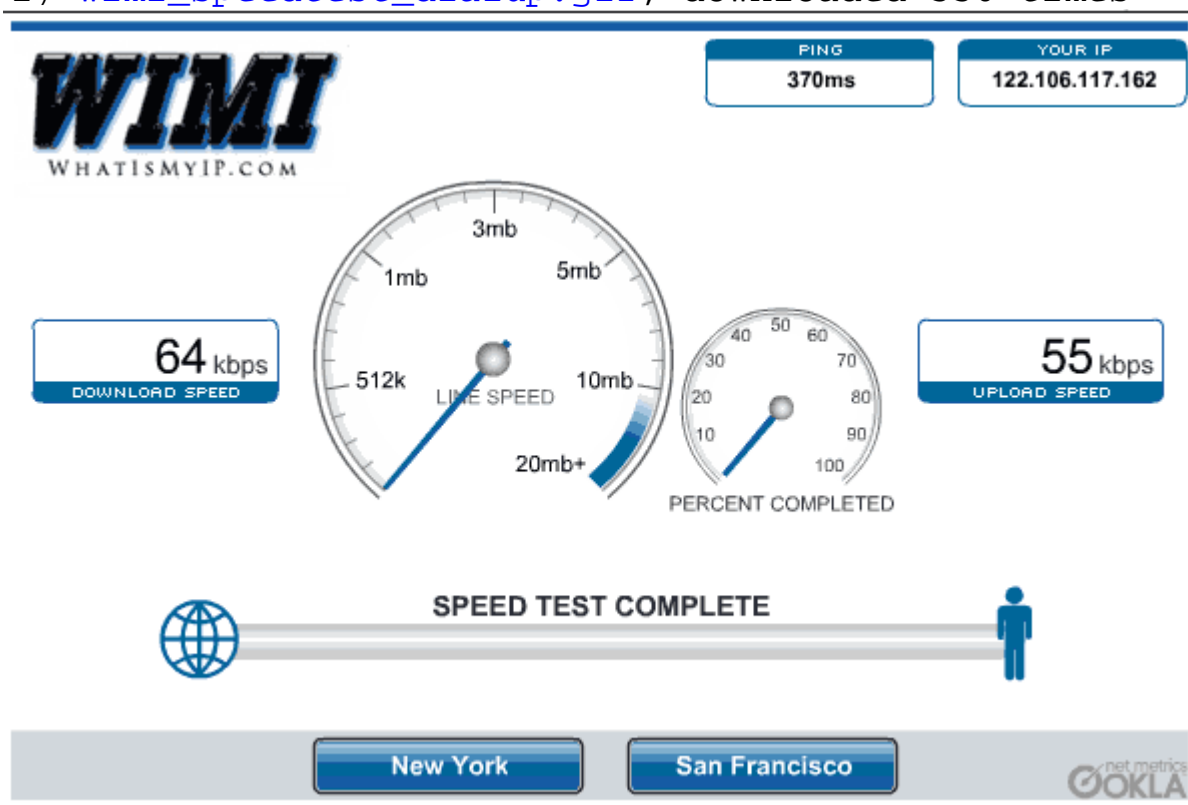 PING
370ms
YOUR IP
122.106.117.162
WIMI
WHATISMYIP.COM
3mb
1mb
5mb
512k
10mb
20mb+
LINE SPEED
64 kbps
DOWNLOAD SPEED
10
20
30
40
50
60
70
80
90
100
PERCENT COMPLETED
55 kbps
UPLOAD SPEED
SPEED TEST COMPLETE
New York
San Francisco
net metrics
OOKLA